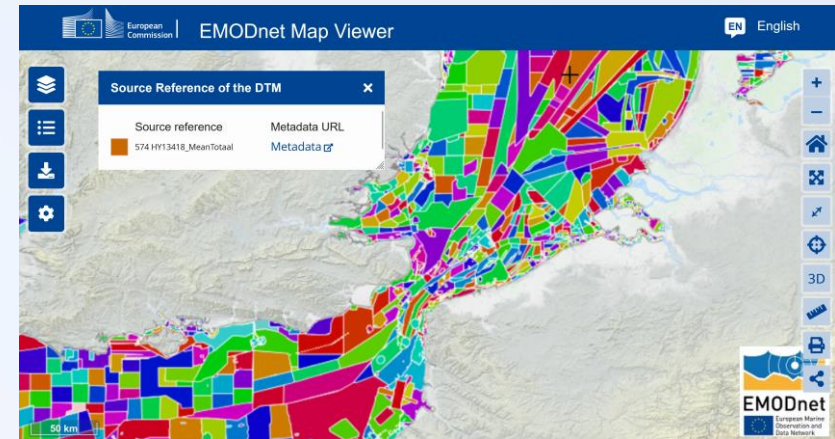 European
Commission
EMODnet Map Viewer
EN English
Source Reference of the DTM ×
Source reference Metadata URL
574 HY13418_MeanTotaal Metadata
+
−
3D
50 km
EMODnet
European Marine
Observation and
Data Network